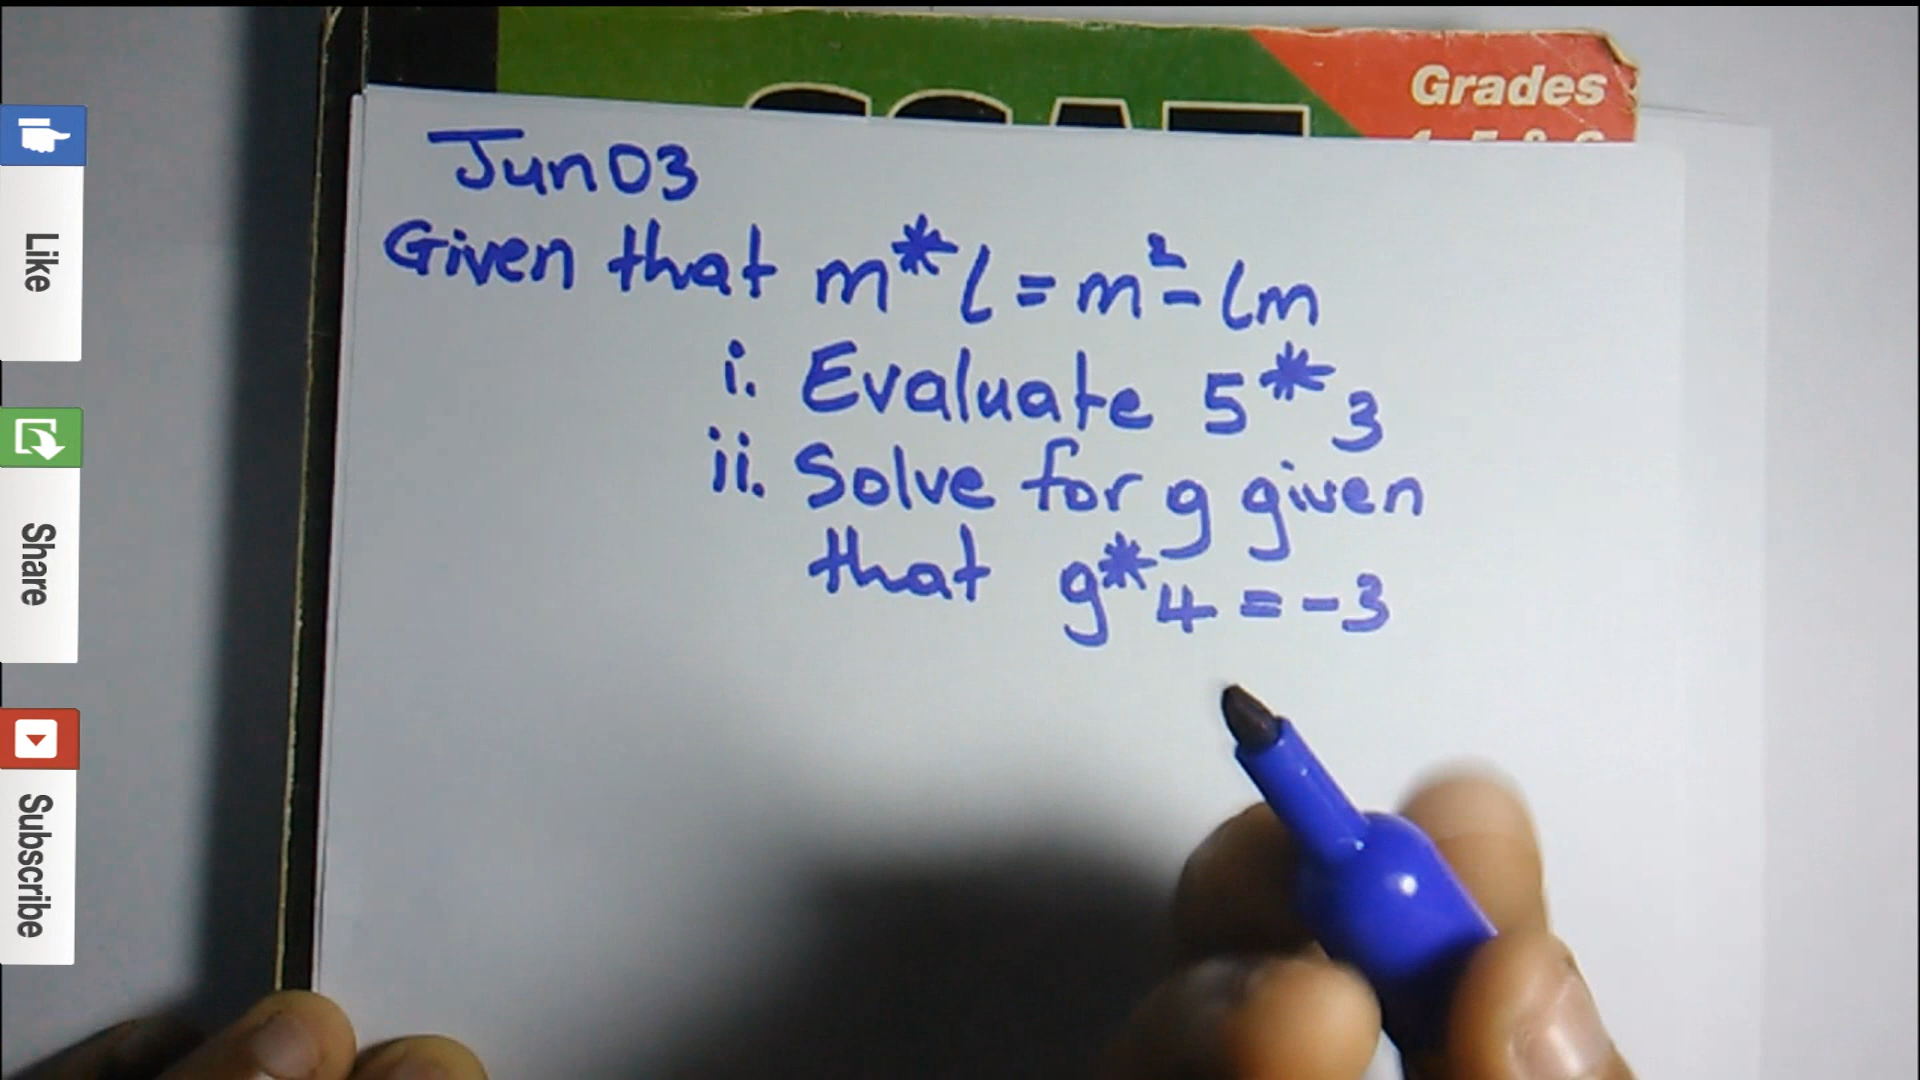 Grades
Jun03
Given that m*l=m²-lm
i. Evaluate 5*3
ii. Solve for g given
that g*4=-3
Like
Share
Subscribe